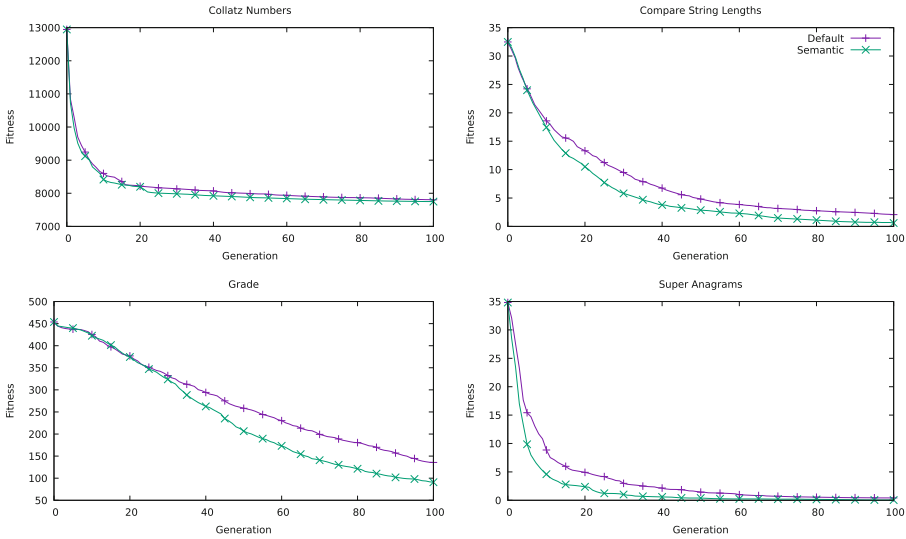 Collatz Numbers
13000
12000
11000
10000
9000
8000
7000
Fitness
0 20 40 60 80 100
Generation
Compare String Lengths
Default
Semantic
35
30
25
20
15
10
5
0
Fitness
0 20 40 60 80 100
Generation
Grade
500
450
400
350
300
250
200
150
100
50
Fitness
0 20 40 60 80 100
Generation
Super Anagrams
35
30
25
20
15
10
5
0
Fitness
0 20 40 60 80 100
Generation